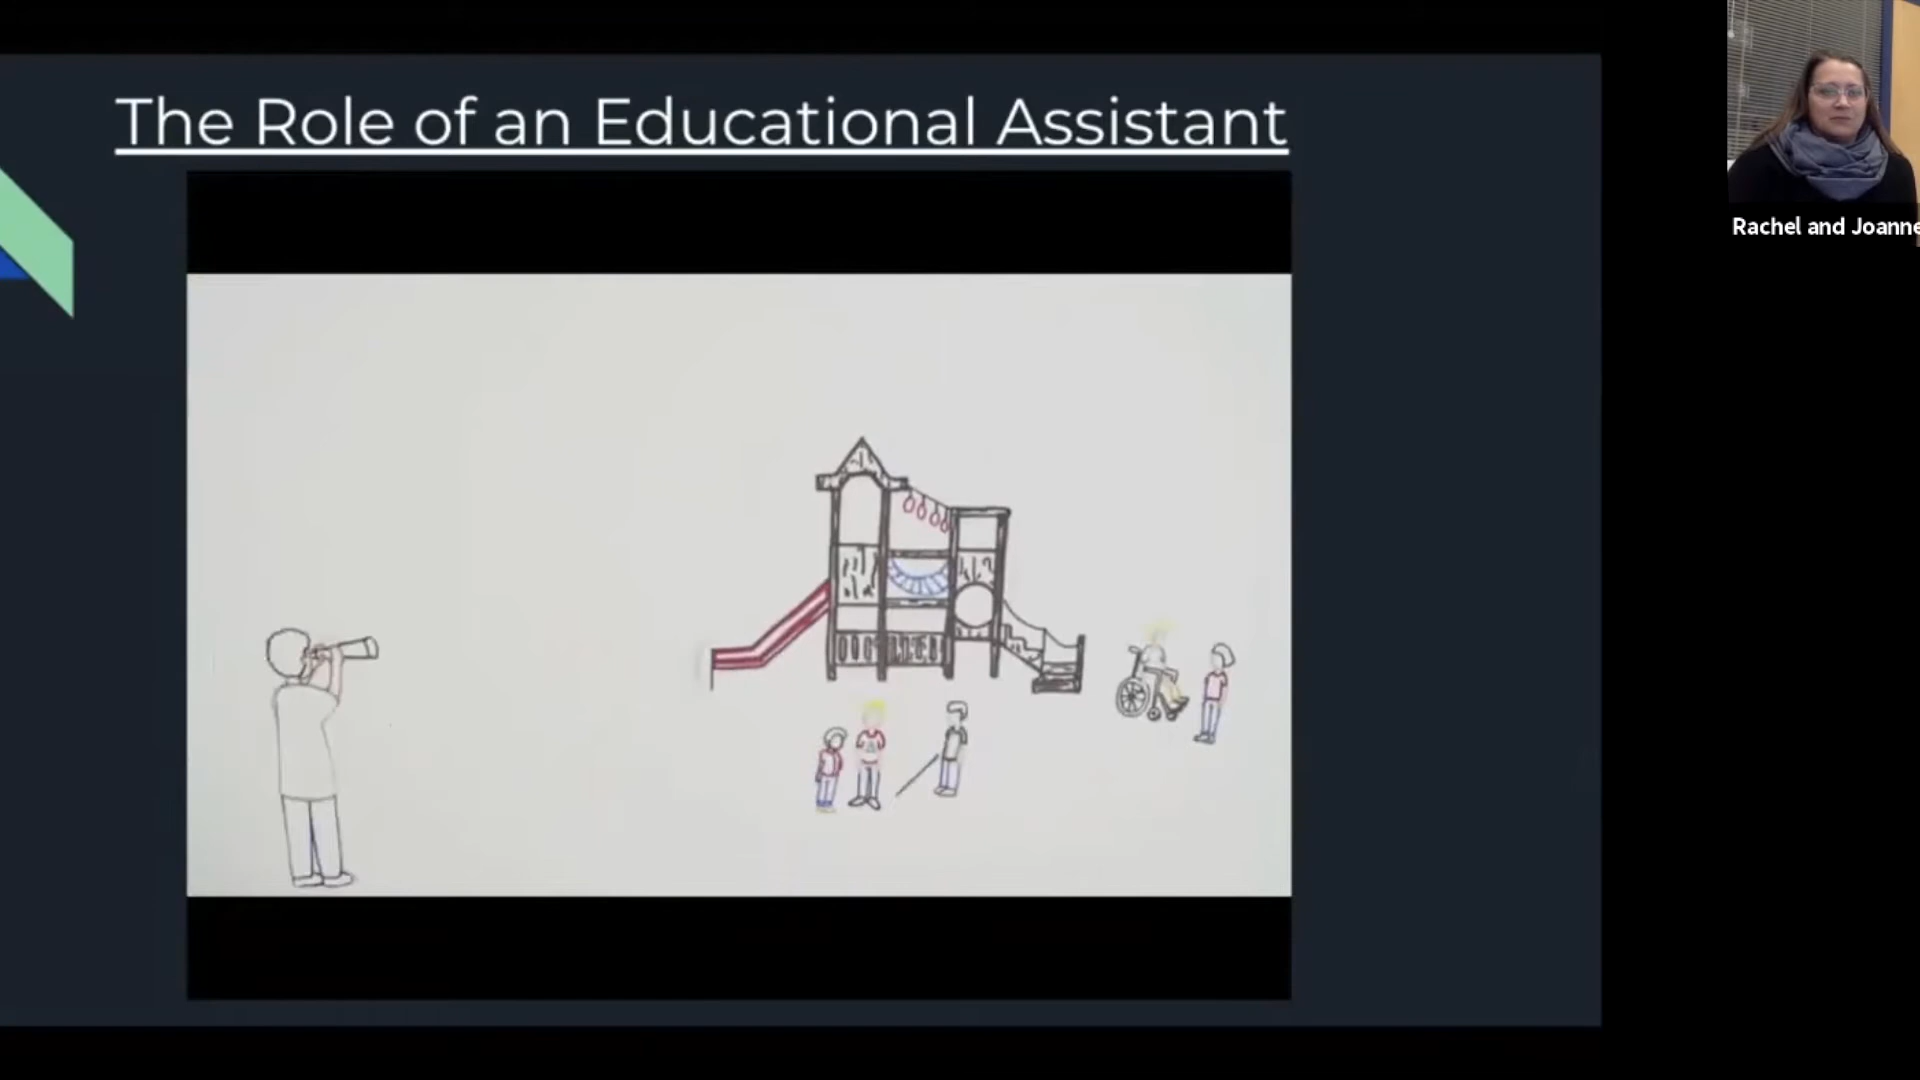 The Role of an Educational Assistant
Rachel and Joanne